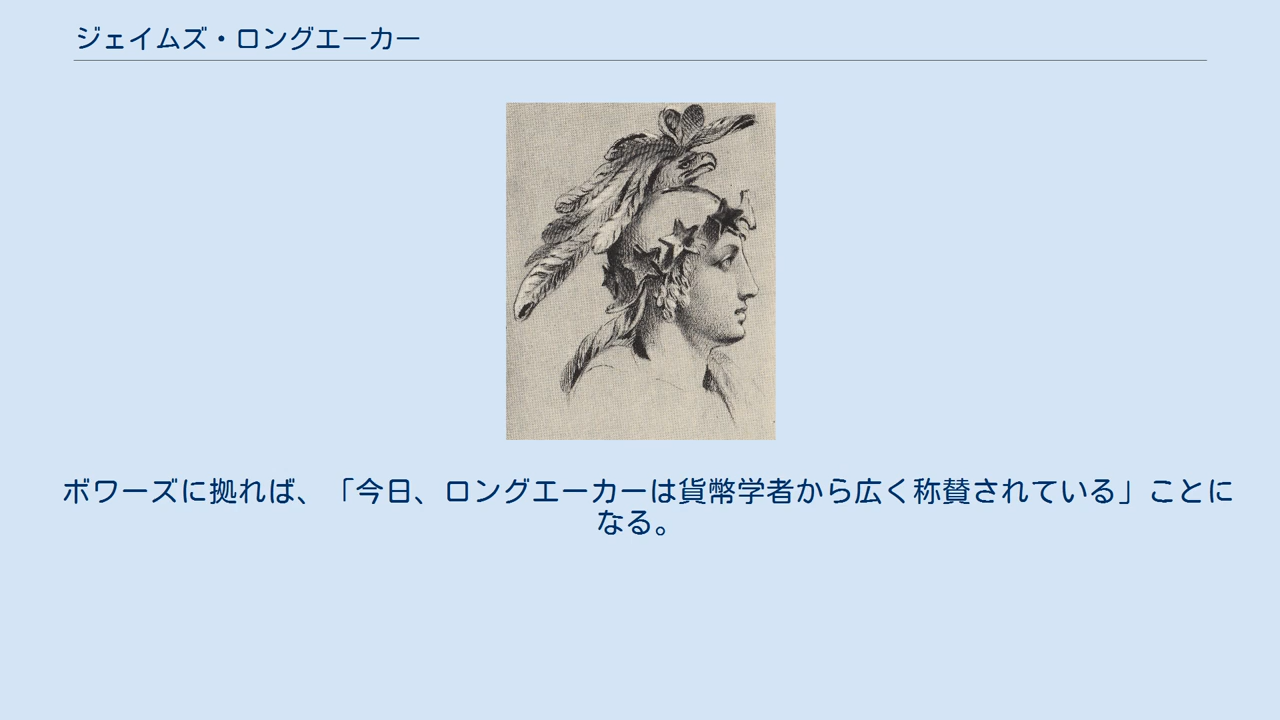 ジェイムズ・ロングエーカー
ボワーズに拠れば、「今日、ロングエーカーは貨幣学者から広く称賛されている」ことに
なる。